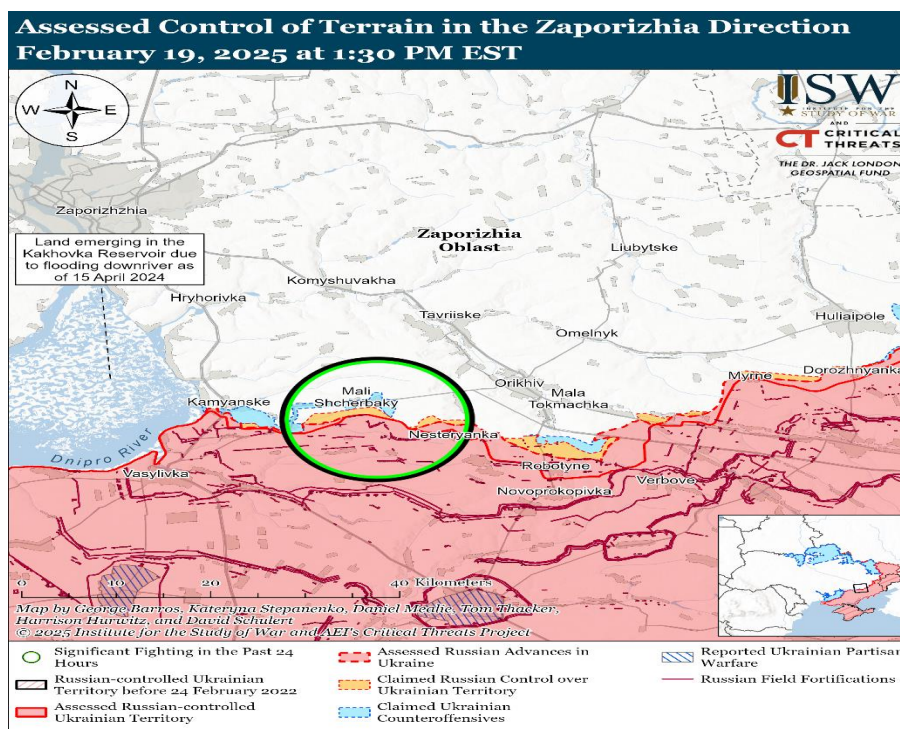 Assessed Control of Terrain in the Zaporizhia Direction
February 19, 2025 at 1:30 PM EST
N
W
E
S
ISW
INSTITUTE FOR THE
STUDY OF WAR
AND
CT CRITICAL
THREATS
THE DR. JACK LONDON
GEOSPATIAL FUND
Zaporizhzhia
Land emerging in the
Kakhovka Reservoir due
to flooding downriver as
of 15 April 2024
Zaporizhia
Oblast
Liubytske
Komyshuvakha
Hryhorivka
Tavriiske
Huliaipole
Omelnyk
Mali
Shcherbaky
Orikhiv
Mala
Tokmachka
Myrne
Dorozhnyanka
Kamyanske
Nesteryanka
Dnipro River
Vasylivka
Robotyne
Verbove
Novoprokopivka
0 10 20 40 Kilometers
Map by George Barros, Kateryna Stepanenko, Daniel Mealie, Tom Thacker,
Harrison Hurwitz, and David Schulert
© 2025 Institute for the Study of War and AEI's Critical Threats Project
Significant Fighting in the Past 24
Hours
Russian-controlled Ukrainian
Territory before 24 February 2022
Assessed Russian-controlled
Ukrainian Territory
Assessed Russian Advances in
Ukraine
Claimed Russian Control over
Ukrainian Territory
Claimed Ukrainian
Counteroffensives
Reported Ukrainian Partisan
Warfare
Russian Field Fortifications